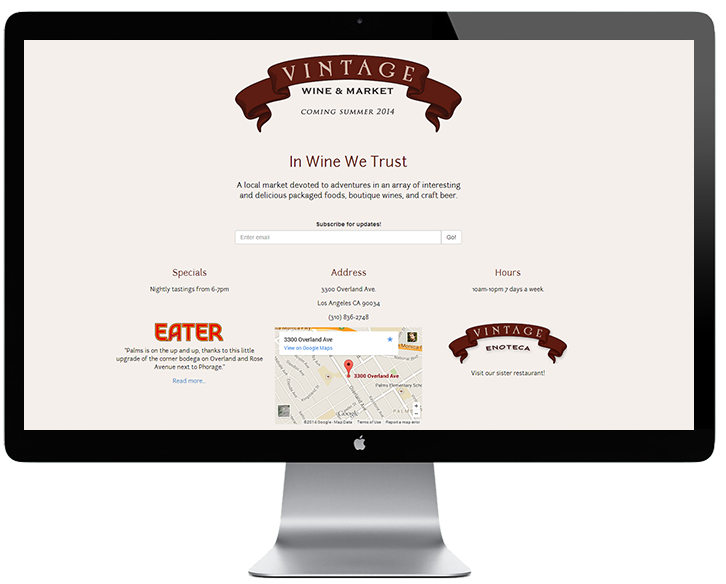 VINTAGE
WINE & MARKET
COMING SUMMER 2014
In Wine We Trust
A local market devoted to adventures in an array of interesting
and delicious packaged foods, boutique wines, and craft beer.
Subscribe for updates!
Enter email
Go!
Specials
Nightly tastings from 6-7pm
EATER
"Palms is on the up and up, thanks to this little
upgrade of the corner bodega on Overland and Rose
Avenue next to Phorage."
Read more...
Address
3300 Overland Ave.
Los Angeles CA 90034
(310) 836-2748
3300 Overland Ave
View on Google Maps
3300 Overland Ave
Palms Elementary
Overland Ave
PALMS
Google
©2014 Google - Map Data Terms of Use Report a map error
Hours
10am-10pm 7 days a week.
VINTAGE
ENOTECA
Visit our sister restaurant!